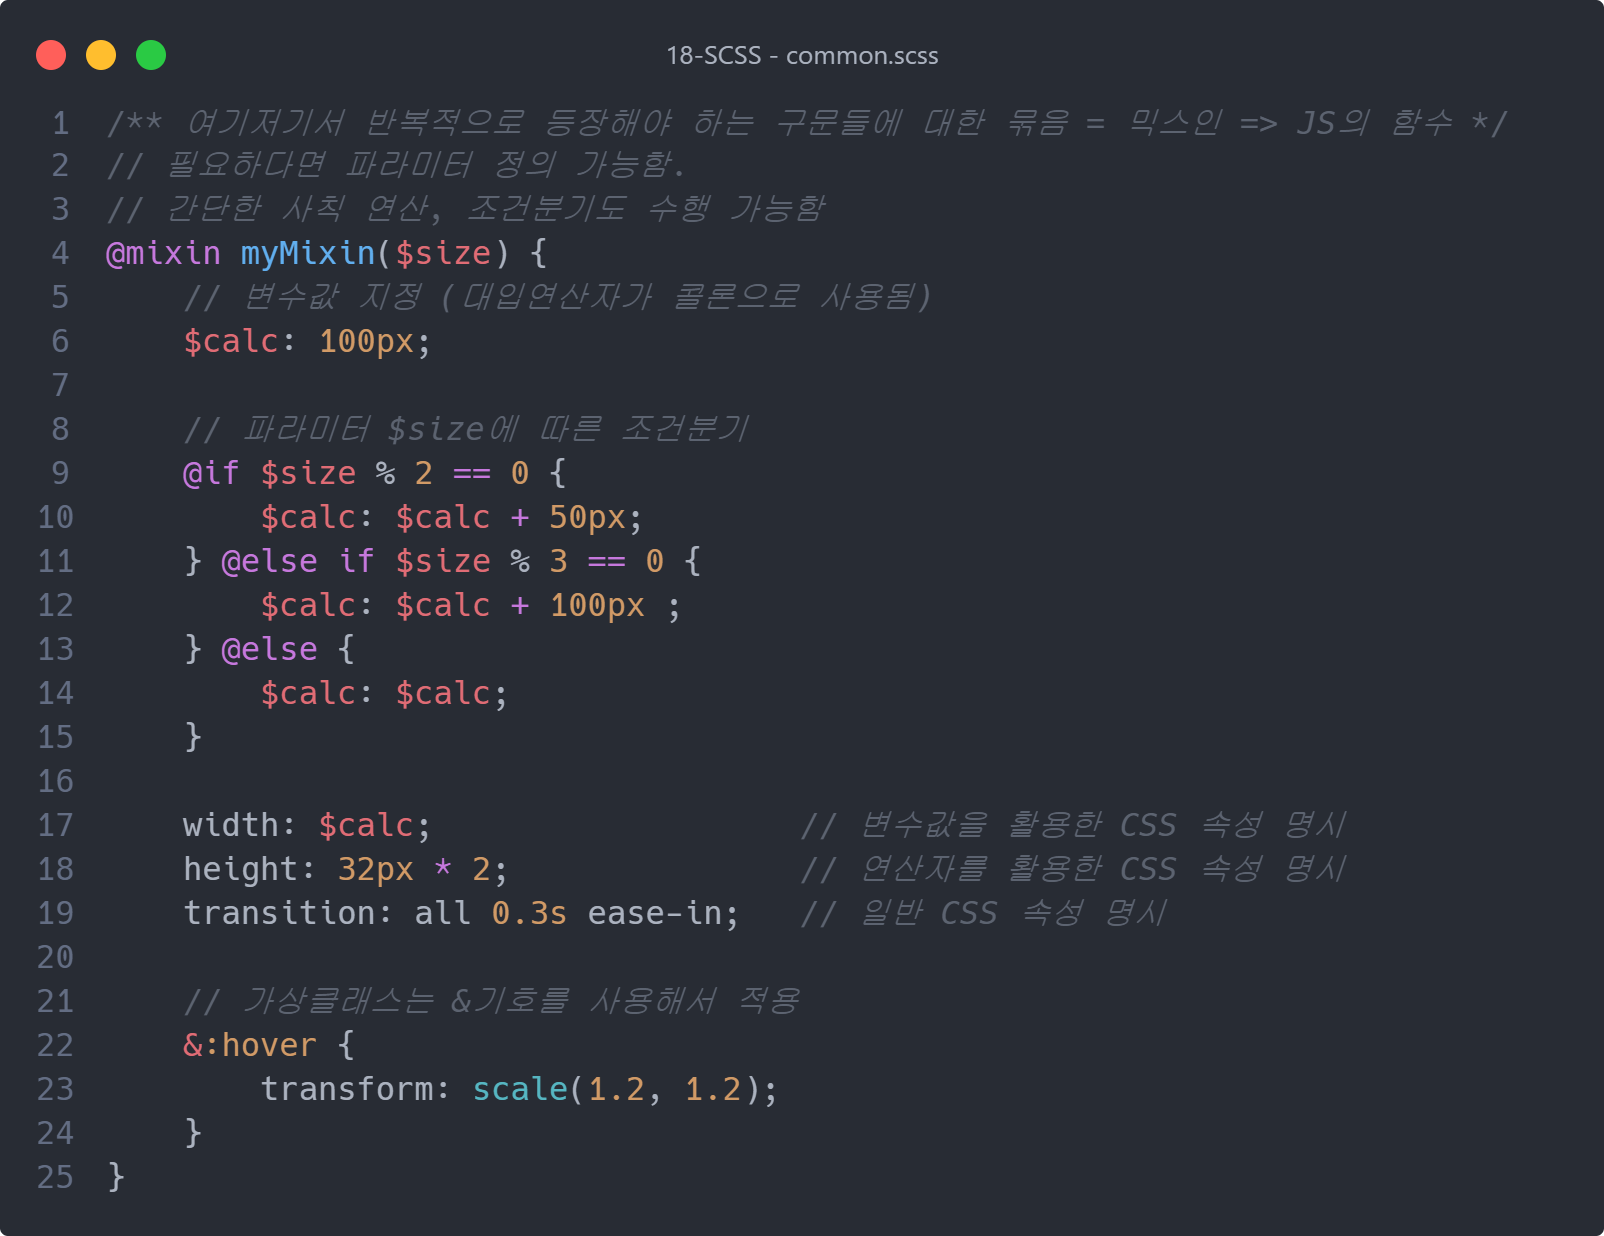 18-SCSS - common.scss
1 /** 여기저기서 반복적으로 등장해야 하는 구문들에 대한 묶음 = 믹스인 => JS의 함수 */
2 // 필요하다면 파라미터 정의 가능함.
3 // 간단한 사칙 연산, 조건분기도 수행 가능함
4 @mixin myMixin($size) {
5     // 변수값 지정 (대입연산자가 콜론으로 사용됨)
6     $calc: 100px;
7
8     // 파라미터 $size에 따른 조건분기
9     @if $size % 2 == 0 {
10         $calc: $calc + 50px;
11     } @else if $size % 3 == 0 {
12         $calc: $calc + 100px ;
13     } @else {
14         $calc: $calc;
15     }
16
17     width: $calc;                   // 변수값을 활용한 CSS 속성 명시
18     height: 32px * 2;               // 연산자를 활용한 CSS 속성 명시
19     transition: all 0.3s ease-in;   // 일반 CSS 속성 명시
20
21     // 가상클래스는 &기호를 사용해서 적용
22     &:hover {
23         transform: scale(1.2, 1.2);
24     }
25 }